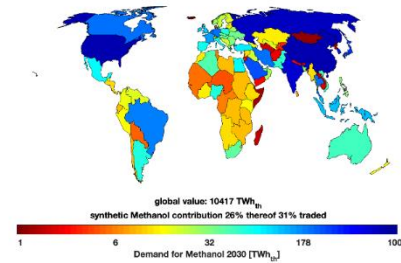 global value: 10417 TWhth
synthetic Methanol contribution 26% thereof 31% traded
1 6 32 178 1000
Demand for Methanol 2030 [TWhth]